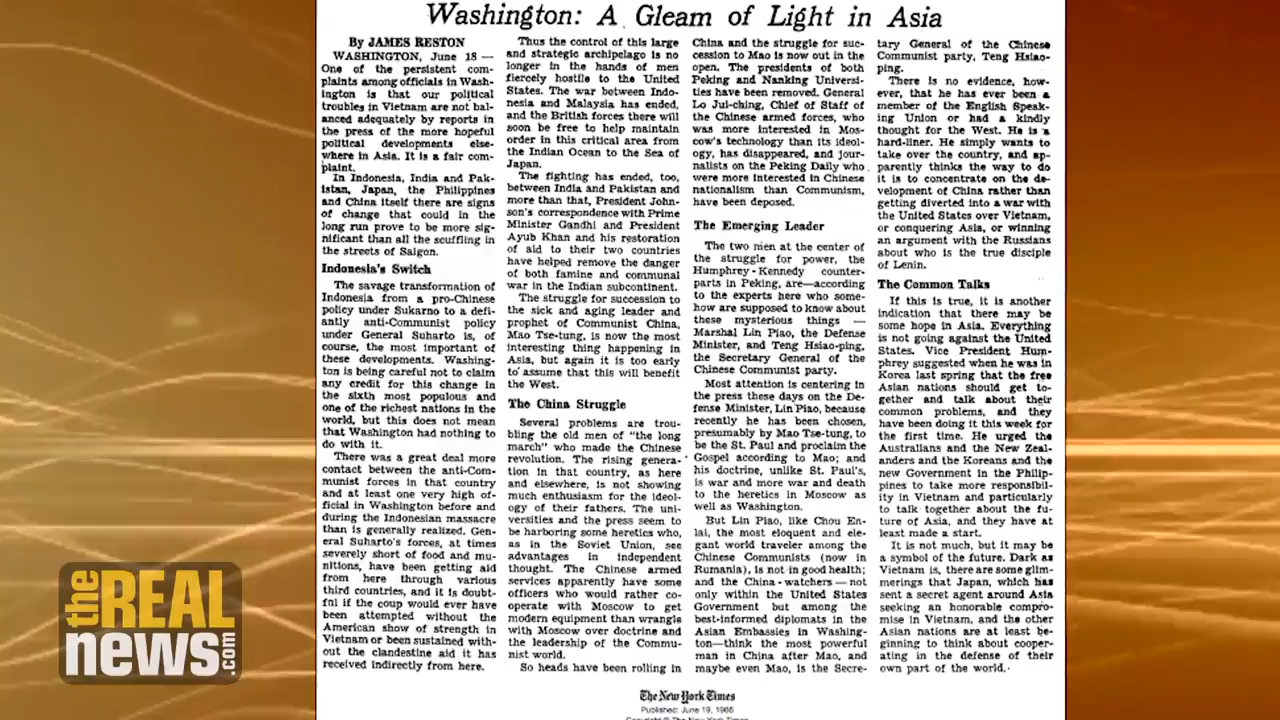 Washington: A Gleam of Light in Asia
By JAMES RESTON
WASHINGTON, June 18 —
One of the persistent com-
plaints among officials in Wash-
ington is that our political
troubles in Vietnam are not bal-
anced adequately by reports in
the press of the more hopeful
political developments else-
where in Asia. It is a fair com-
plaint.
In Indonesia, India and Pak-
istan, Japan, the Philippines
and China itself there are signs
of change that could in the
long run prove to be more sig-
nificant than all the scuffling in
the streets of Saigon.
Indonesia's Switch
The savage transformation of
Indonesia from a pro-Chinese
policy under Sukarno to a defi-
antly anti-Communist policy
under General Suharto is, of
course, the most important of
these developments. Washing-
ton is being careful not to claim
any credit for this change in
the sixth most populous and
one of the richest nations in the
world, but this does not mean
that Washington had nothing to
do with it.
There was a great deal more
contact between the anti-Com-
munist forces in that country
and at least one very high of-
ficial in Washington before and
during the Indonesian massacre
than is generally realized. Gen-
eral Suharto's forces, at times
severely short of food and mu-
nitions, have been getting aid
from here through various
third countries, and it is doubt-
ful if the coup would ever have
been attempted without the
American show of strength in
Vietnam or been sustained with-
out the clandestine aid it has
received indirectly from here.
Thus the control of this large
and strategic archipelago is no
longer in the hands of men
fiercely hostile to the United
States. The war between Indo-
nesia and Malaysia has ended,
and the British forces there will
soon be free to help maintain
order in this critical area from
the Indian Ocean to the Sea of
Japan.
The fighting has ended, too,
between India and Pakistan and
more than that, President John-
son's correspondence with Prime
Minister Gandhi and President
Ayub Khan and his restoration
of aid to their two countries
have helped remove the danger
of both famine and communal
war in the Indian subcontinent.
The struggle for succession to
the sick and aging leader and
prophet of Communist China,
Mao Tse-tung, is now the most
interesting thing happening in
Asia, but again it is too early
to assume that this will benefit
the West.
The China Struggle
Several problems are trou-
bling the old men of "the long
march" who made the Chinese
revolution. The rising genera-
tion in that country, as here
and elsewhere, is not showing
much enthusiasm for the ideol-
ogy of their fathers. The uni-
versities and the press seem to
be harboring some heretics who,
as in the Soviet Union, see
advantages in independent
thought. The Chinese armed
services apparently have some
officers who would rather co-
operate with Moscow to get
modern equipment than wrangle
with Moscow over doctrine and
the leadership of the Commu-
nist world.
So heads have been rolling in
China and the struggle for suc-
cession to Mao is now out in the
open. The presidents of both
Peking and Nanking Universi-
ties have been removed. General
Lo Jui-ching, Chief of Staff of
the Chinese armed forces, who
was more interested in Mos-
cow's technology than its ideol-
ogy, has disappeared, and jour-
nalists on the Peking Daily who
were more interested in Chinese
nationalism than Communism,
have been deposed.
The Emerging Leader
The two men at the center of
the struggle for power, the
Humphrey-Kennedy counter-
parts in Peking, are—according
to the experts here who some-
how are supposed to know about
these mysterious things —
Marshal Lin Piao, the Defense
Minister, and Teng Hsiao-ping,
the Secretary General of the
Chinese Communist party.
Most attention is centering in
the press these days on the De-
fense Minister, Lin Piao, because
recently he has been chosen,
presumably by Mao Tse-tung, to
be the St. Paul and proclaim the
Gospel according to Mao; and
his doctrine, unlike St. Paul's,
is war and more war and death
to the heretics in Moscow as
well as Washington.
But Lin Piao, like Chou En-
lai, the most eloquent and ele-
gant world traveler among the
Chinese Communists (now in
Rumania), is not in good health;
and the China-watchers—not
only within the United States
Government but among the
best-informed diplomats in the
Asian Embassies in Washing-
ton—think the most powerful
man in China after Mao, and
maybe even Mao, is the Secre-
tary General of the Chinese
Communist party, Teng Hsiao-
ping.
There is no evidence, how-
ever, that he has ever been a
member of the English Speak-
ing Union or had a kindly
thought for the West. He is a
hard-liner. He simply wants to
take over the country, and ap-
parently thinks the way to do
it is to concentrate on the de-
velopment of China rather than
getting diverted into a war with
the United States over Vietnam,
or conquering Asia, or winning
an argument with the Russians
about who is the true disciple
of Lenin.
The Common Talks
If this is true, it is another
indication that there may be
some hope in Asia. Everything
is not going against the United
States. Vice President Hum-
phrey suggested when he was in
Korea last spring that the free
Asian nations should get to-
gether and talk about their
common problems, and they
have been doing it this week for
the first time. He urged the
Australians and the New Zeal-
anders and the Koreans and the
new Government in the Philip-
pines to take more responsibil-
ity in Vietnam and particularly
to talk together about the fu-
ture of Asia, and they have at
least made a start.
It is not much, but it may be
a symbol of the future. Dark as
Vietnam is, there are some glim-
merings that Japan, which has
sent a secret agent around Asia
seeking an honorable compro-
mise in Vietnam, and the other
Asian nations are at least be-
ginning to think about cooper-
ating in the defense of their
own part of the world.
The New York Times
Published: June 19, 1966
Copyright © The New York Times
the REAL
news.com